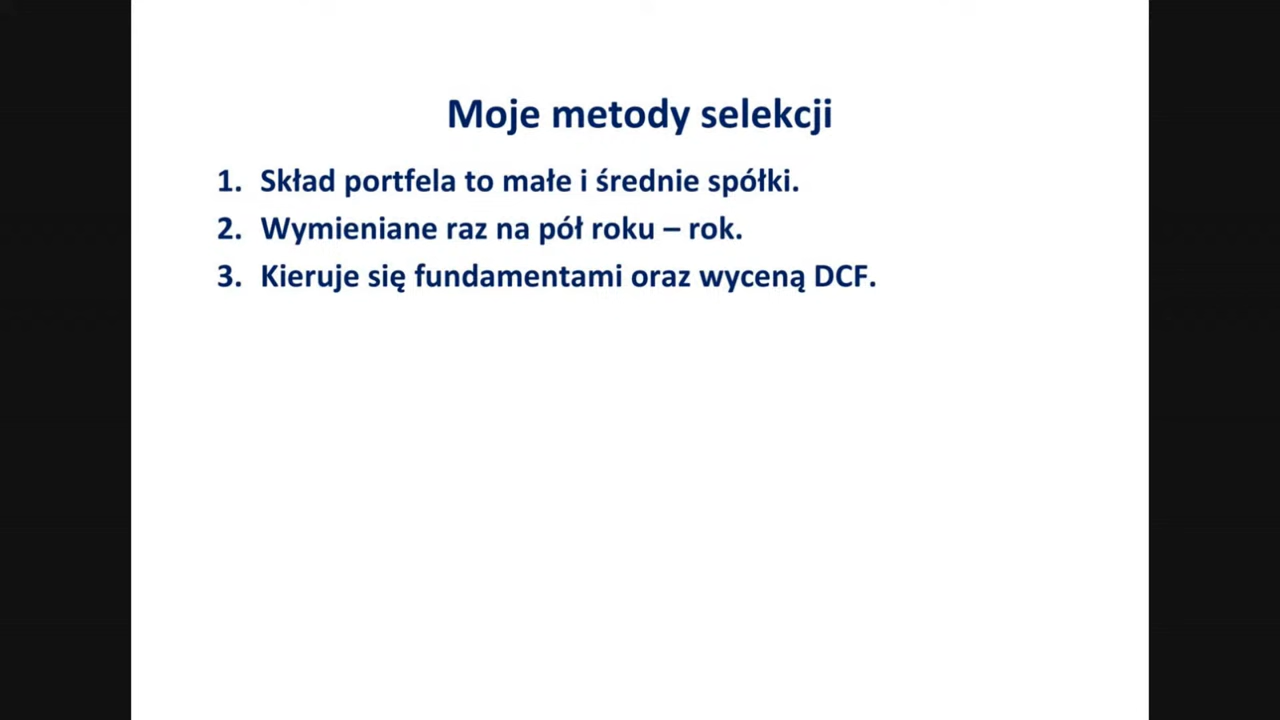 Moje metody selekcji
1. Skład portfela to małe i średnie spółki.
2. Wymieniane raz na pół roku – rok.
3. Kieruje się fundamentami oraz wyceną DCF.